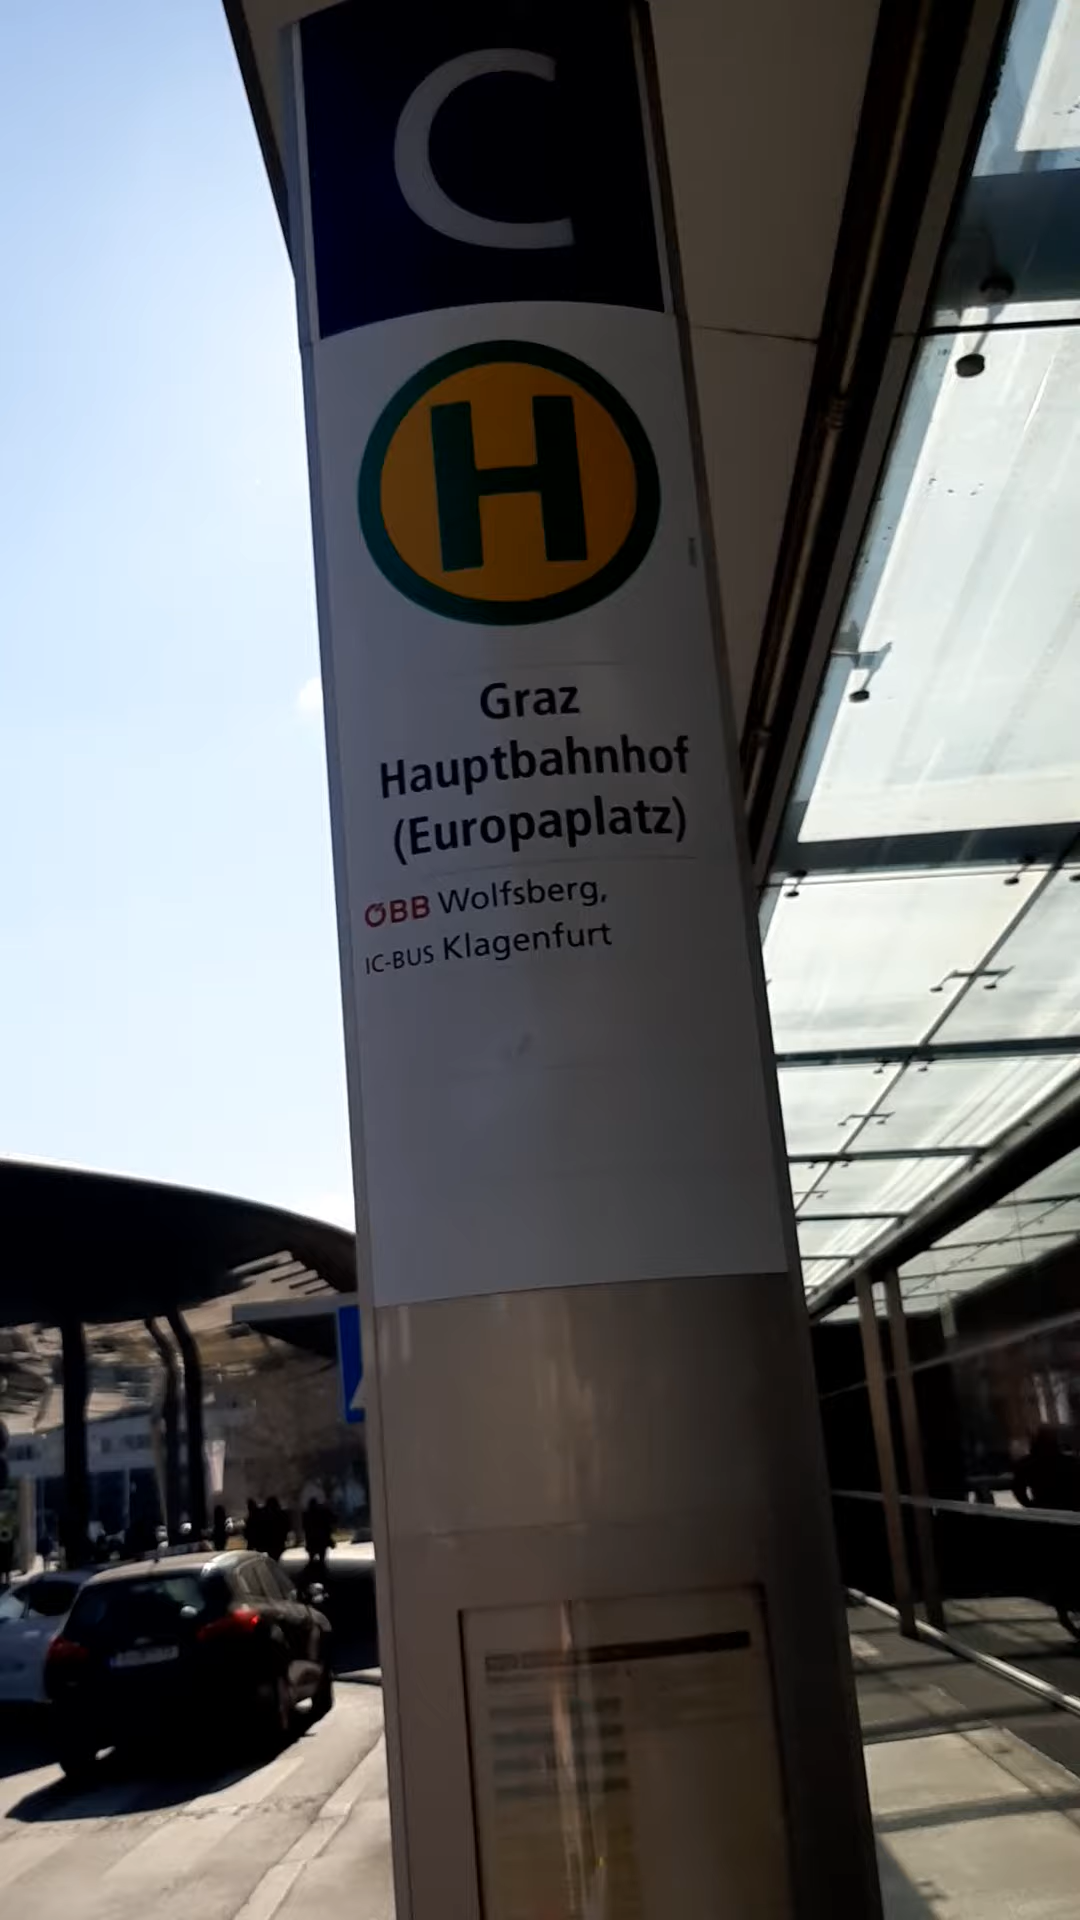 C
H
Graz
Hauptbahnhof
(Europaplatz)
ÖBB Wolfsberg,
IC-BUS Klagenfurt